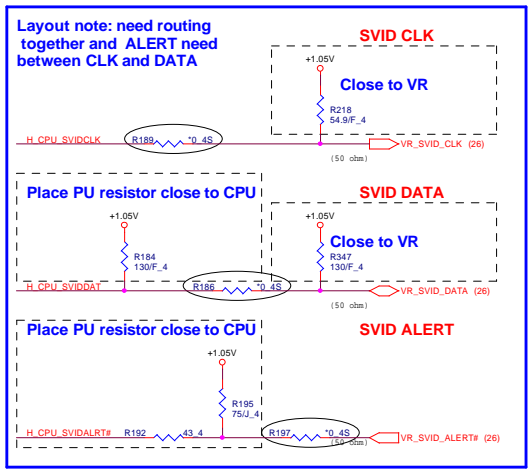 Layout note: need routing
together and ALERT need
between CLK and DATA
SVID CLK
+1.05V
Close to VR
R218
54.9/F_4
H_CPU_SVIDCLK
R189
*0_4S
VR_SVID_CLK (26)
(50 ohm)
Place PU resistor close to CPU
SVID DATA
+1.05V
+1.05V
Close to VR
R184
130/F_4
R347
130/F_4
H_CPU_SVIDDAT
R186
*0_4S
VR_SVID_DATA (26)
(50 ohm)
Place PU resistor close to CPU
SVID ALERT
+1.05V
R195
75/J_4
H_CPU_SVIDALRT#
R192
43_4
R197
*0_4S
VR_SVID_ALERT# (26)
(50 ohm)